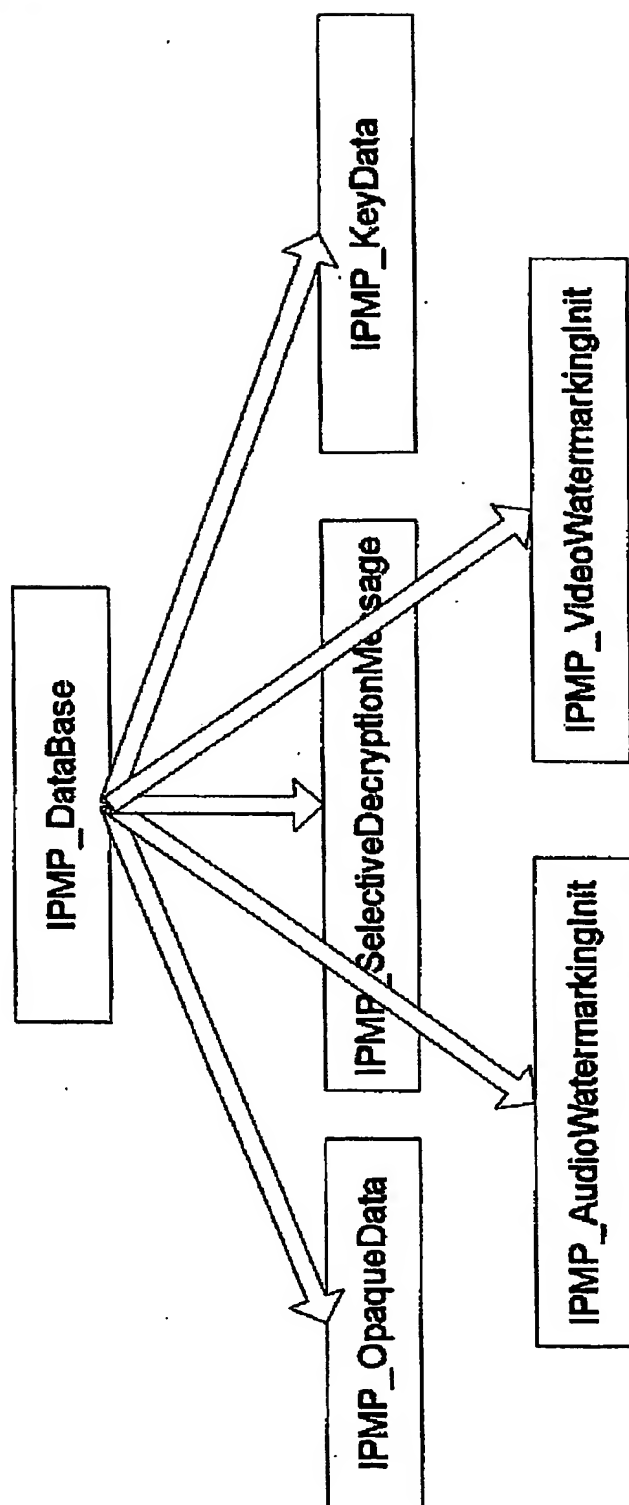 IPMP_DataBase
IPMP_OpaqueData
IPMP_SelectiveDecryptionMessage
IPMP_KeyData
IPMP_AudioWatermarkingInit
IPMP_VideoWatermarkingInit